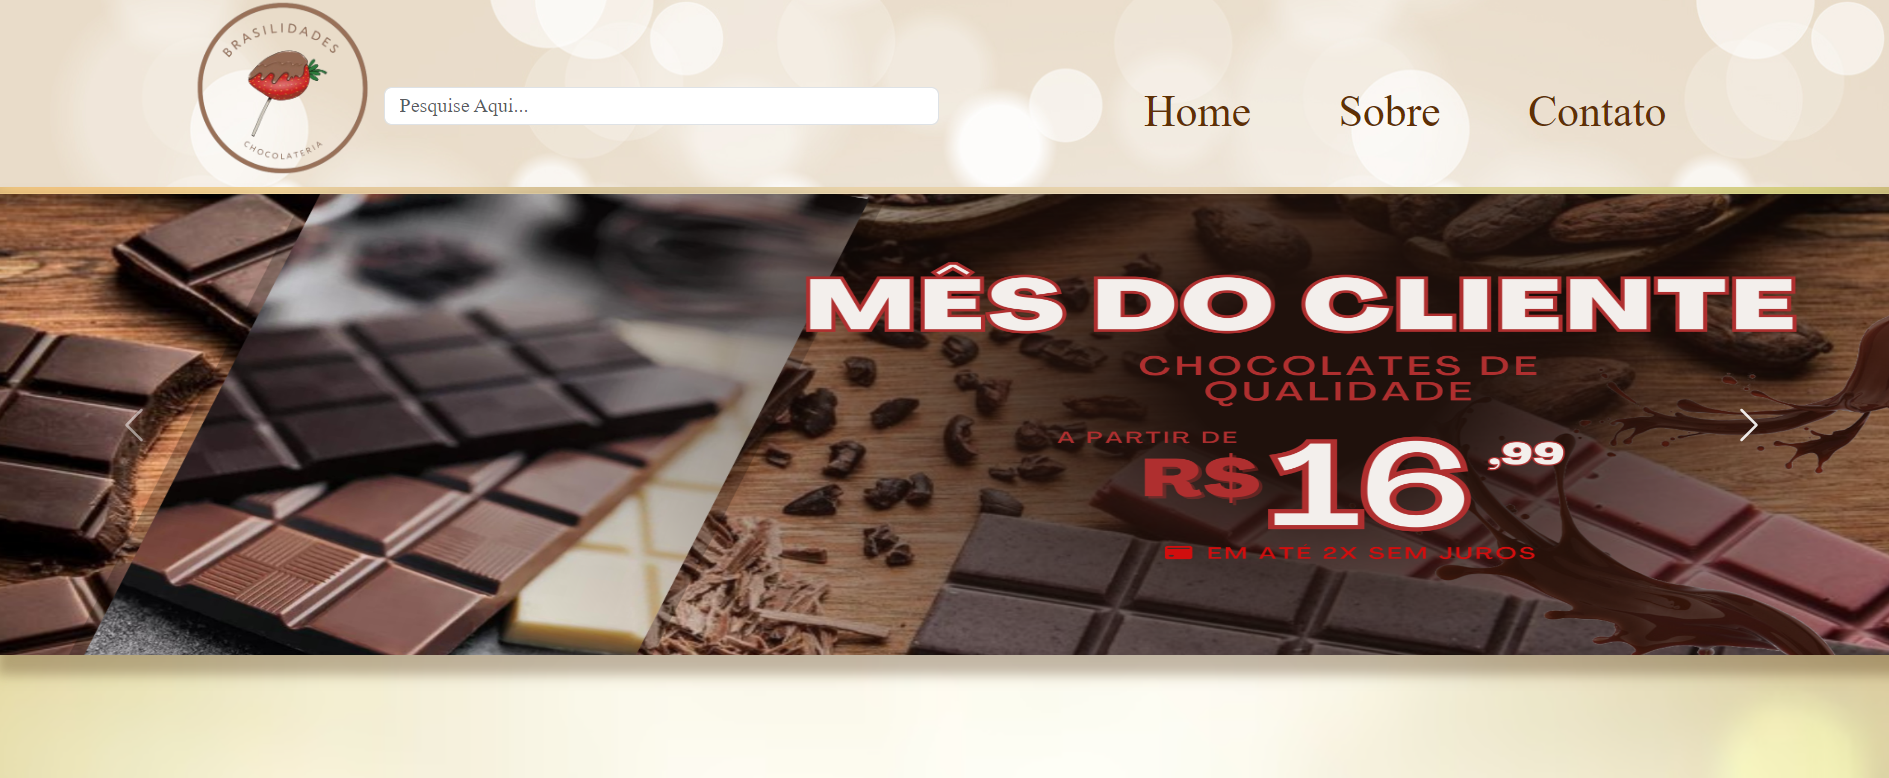 BRASILIDADES
CHOCOLATERIA
Pesquise Aqui...
Home
Sobre
Contato
MÊS DO CLIENTE
CHOCOLATES DE
QUALIDADE
A PARTIR DE
R$16,99
EM ATÉ 2X SEM JUROS